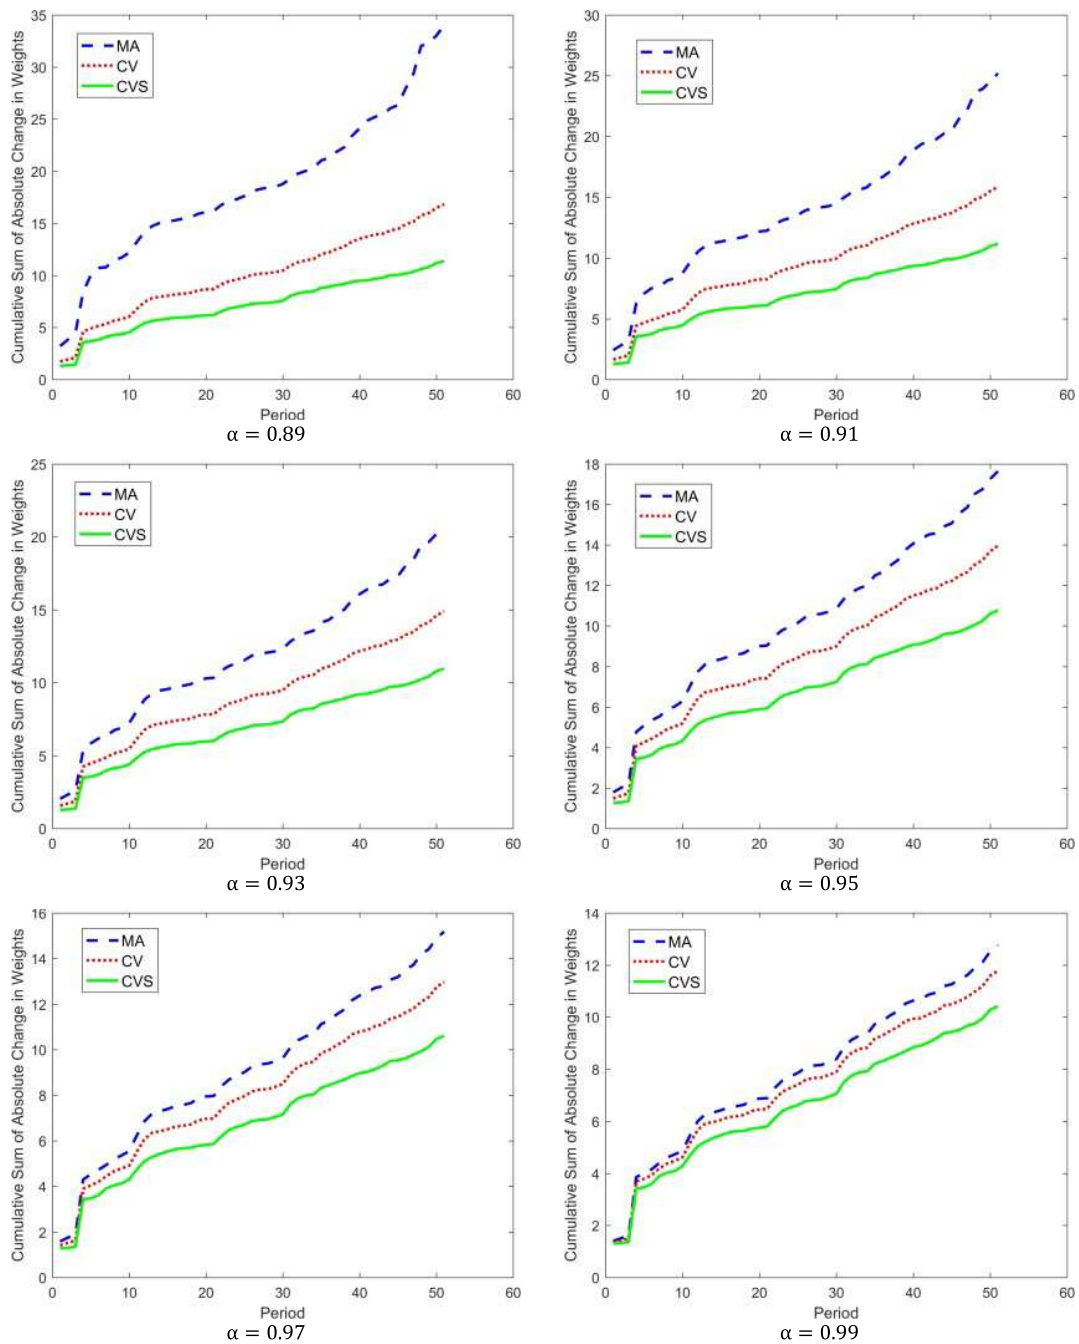 Cumulative Sum of Absolute Change in Weights
35
30
25
20
15
10
5
0
MA
CV
CVS
0 10 20 30 40 50 60
Period
α = 0.89
Cumulative Sum of Absolute Change in Weights
30
25
20
15
10
5
0
MA
CV
CVS
0 10 20 30 40 50 60
Period
α = 0.91
Cumulative Sum of Absolute Change in Weights
25
20
15
10
5
0
MA
CV
CVS
0 10 20 30 40 50 60
Period
α = 0.93
Cumulative Sum of Absolute Change in Weights
18
16
14
12
10
8
6
4
2
0
MA
CV
CVS
0 10 20 30 40 50 60
Period
α = 0.95
Cumulative Sum of Absolute Change in Weights
16
14
12
10
8
6
4
2
0
MA
CV
CVS
0 10 20 30 40 50 60
Period
α = 0.97
Cumulative Sum of Absolute Change in Weights
14
12
10
8
6
4
2
0
MA
CV
CVS
0 10 20 30 40 50 60
Period
α = 0.99